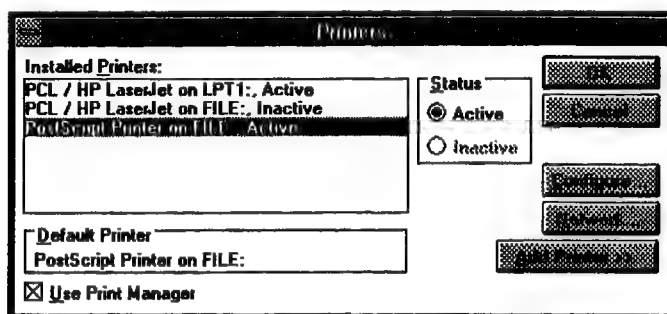 Printers
Installed Printers:
PCL / HP LaserJet on LPT1:, Active
PCL / HP LaserJet on FILE:, Inactive
PostScript Printer on FILE:, Active
Status
Active
Inactive
OK
Cancel
Configure...
Network...
Add Printer >>
Default Printer
PostScript Printer on FILE:
Use Print Manager